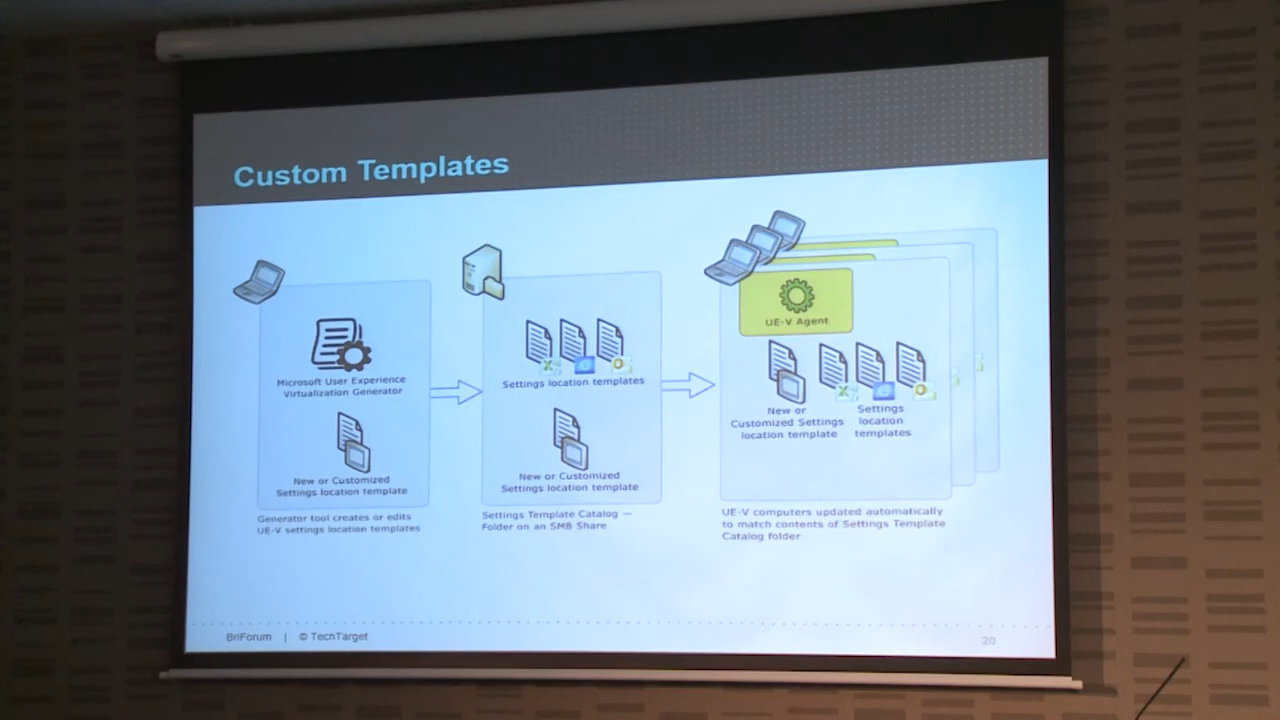 Custom Templates
Microsoft User Experience
Virtualization Generator
New or Customized
Settings location template
Generator tool creates or edits
UE-V settings location templates
Settings location templates
New or Customized
Settings location template
Settings Template Catalog —
Folder on an SMB Share
UE-V Agent
New or
Customized Settings
location template
Settings
location
templates
UE-V computers updated automatically
to match contents of Settings Template
Catalog folder
BriForum | © TechTarget
20